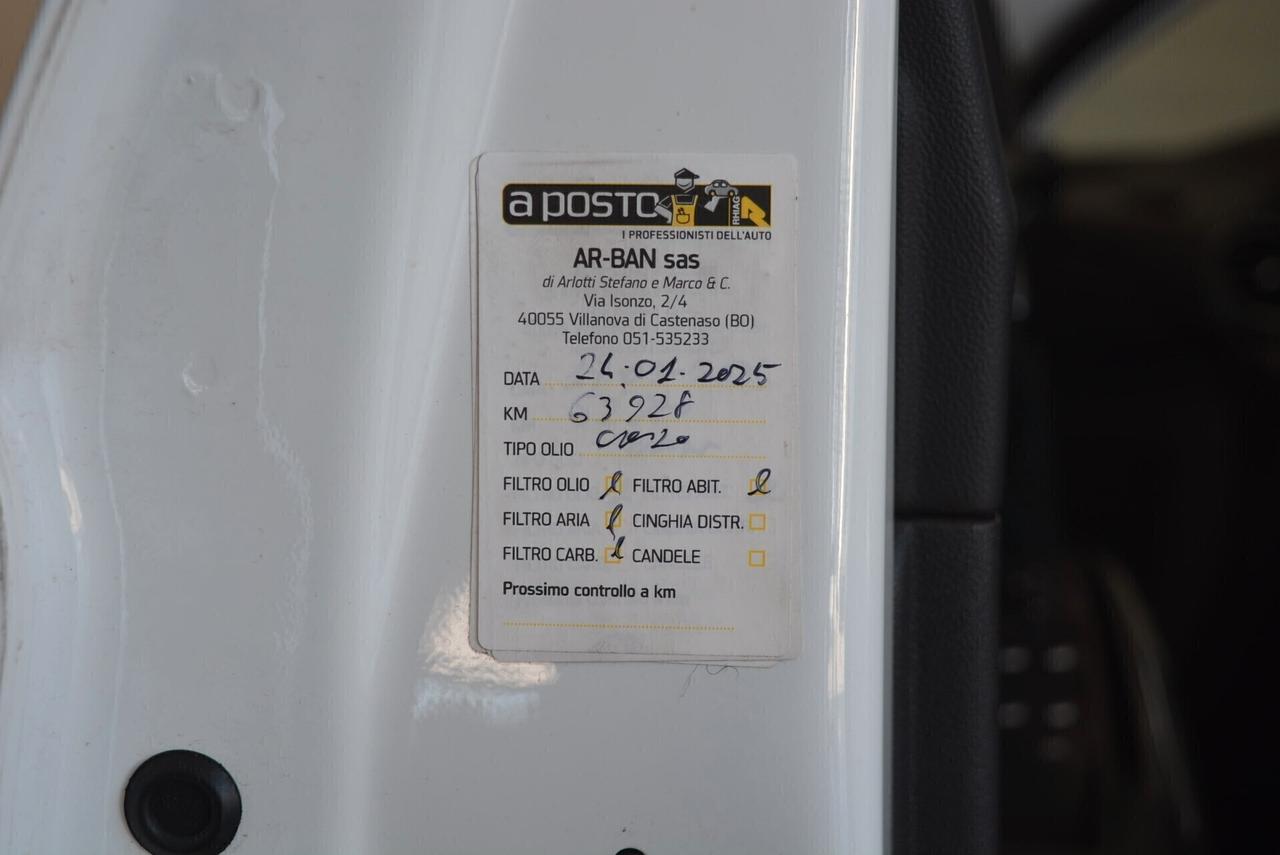 a posto
RHIAG
I PROFESSIONISTI DELL'AUTO
AR-BAN sas
di Arlotti Stefano e Marco & C.
Via Isonzo, 2/4
40055 Villanova di Castenaso (BO)
Telefono 051-535233
DATA 24.01.2025
KM 63928
TIPO OLIO
FILTRO OLIO FILTRO ABIT.
FILTRO ARIA CINGHIA DISTR.
FILTRO CARB. CANDELE
Prossimo controllo a km